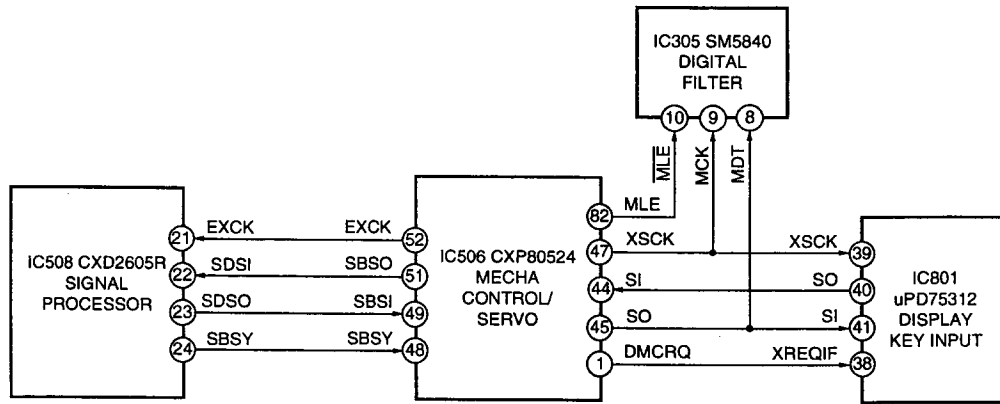 IC305 SM5840
DIGITAL
FILTER
10 9 8
MLE MCK MDT
IC508 CXD2605R
SIGNAL
PROCESSOR
21 EXCK EXCK 52
22 SDSI SBSO 51
23 SDSO SBSI 49
24 SBSY SBSY 48
IC506 CXP80524
MECHA
CONTROL/
SERVO
82 MLE
47 XSCK XSCK 39
44 SI SO 40
45 SO SI 41
1 DMCRQ XREQIF 38
IC801
uPD75312
DISPLAY
KEY INPUT